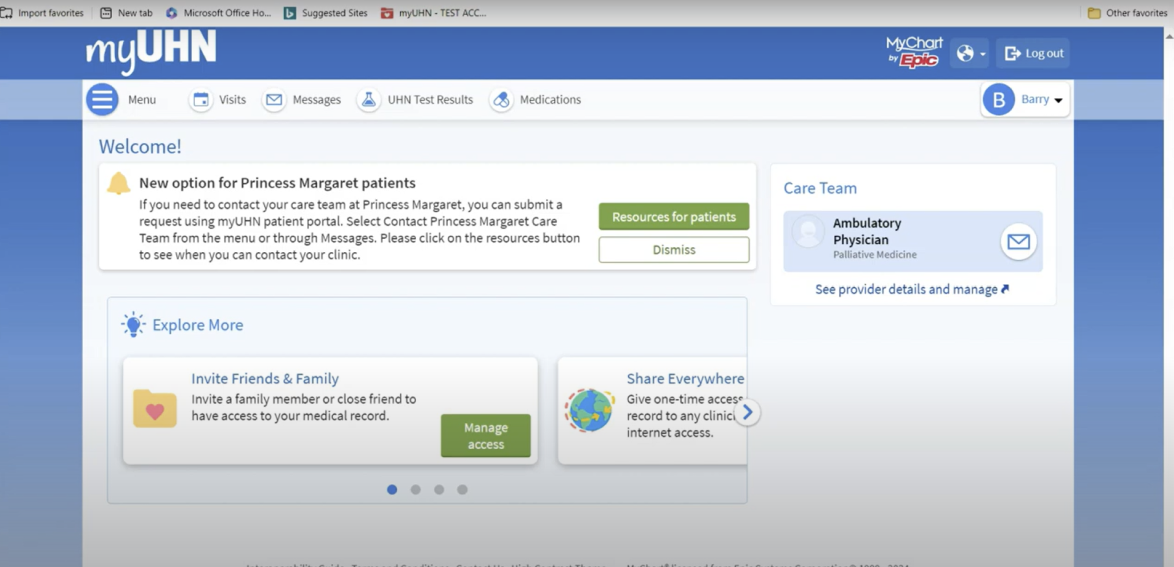 Import favorites
New tab
Microsoft Office Ho...
Suggested Sites
myUHN - TEST ACC...
Other favorites
myUHN
MyChart
by Epic
Log out
Menu
Visits
Messages
UHN Test Results
Medications
B
Barry
Welcome!
New option for Princess Margaret patients
If you need to contact your care team at Princess Margaret, you can submit a
request using myUHN patient portal. Select Contact Princess Margaret Care
Team from the menu or through Messages. Please click on the resources button
to see when you can contact your clinic.
Resources for patients
Dismiss
Care Team
Ambulatory
Physician
Palliative Medicine
See provider details and manage
Explore More
Invite Friends & Family
Invite a family member or close friend to
have access to your medical record.
Manage
access
Share Everywhere
Give one-time access
record to any clinic
internet access.